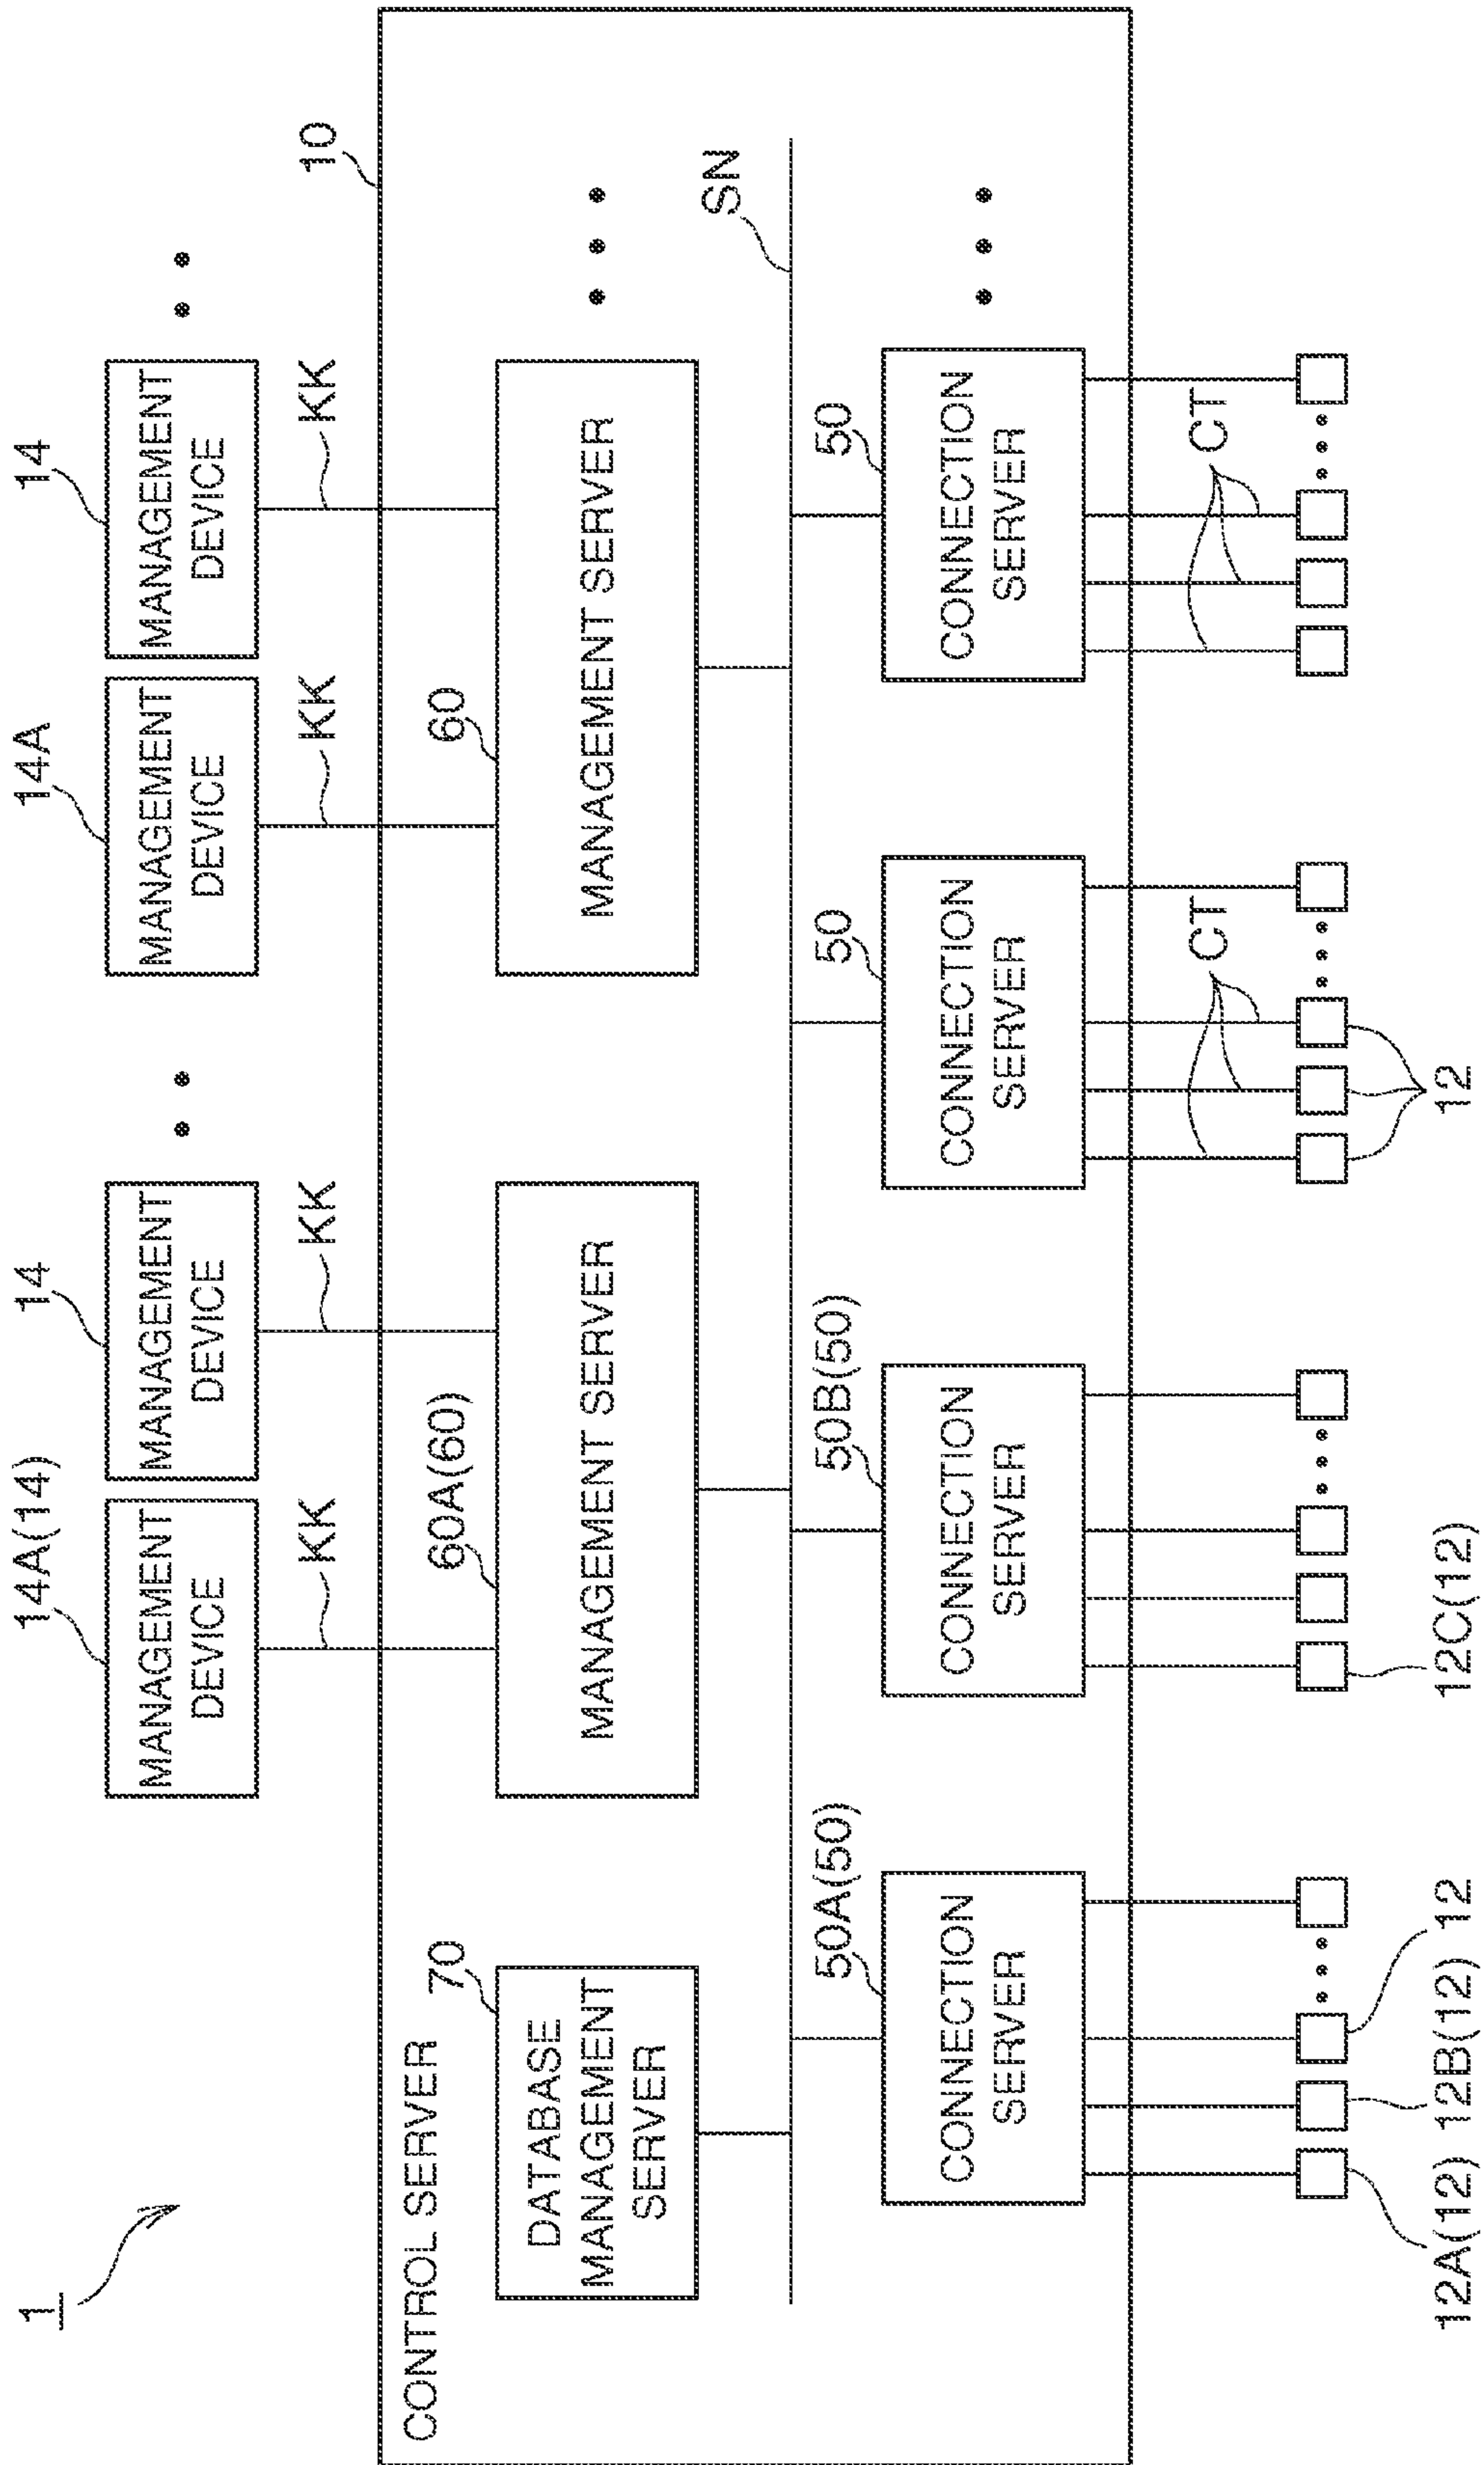 1
14A(14)
14
14A
14
MANAGEMENT
DEVICE
MANAGEMENT
DEVICE
MANAGEMENT
DEVICE
MANAGEMENT
DEVICE
KK
KK
KK
KK
10
CONTROL SERVER
70
60A(60)
60
DATABASE
MANAGEMENT
SERVER
MANAGEMENT SERVER
MANAGEMENT SERVER
SN
50A(50)
50B(50)
50
50
CONNECTION
SERVER
CONNECTION
SERVER
CONNECTION
SERVER
CONNECTION
SERVER
CT
CT
12A(12)
12B(12)
12
12C(12)
12